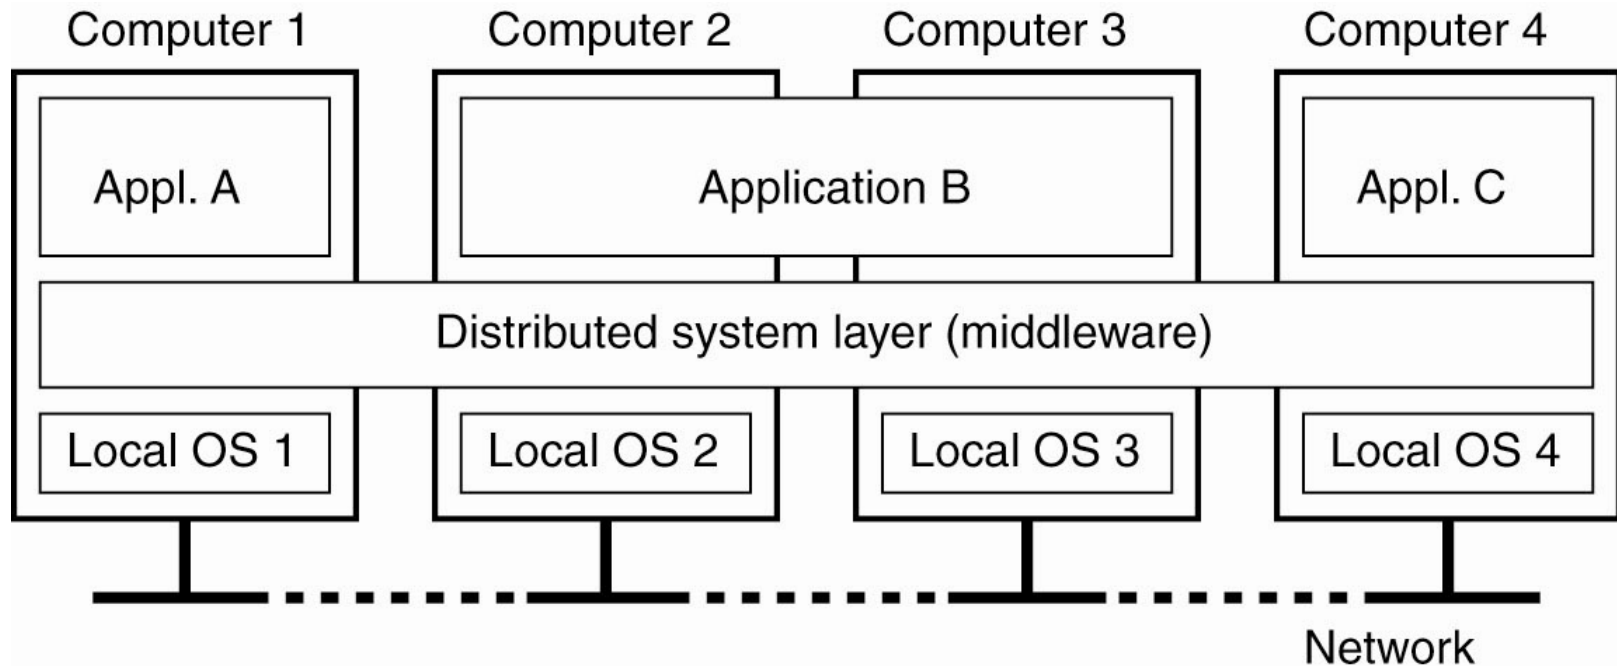 Computer 1
Computer 2
Computer 3
Computer 4
Appl. A
Application B
Appl. C
Distributed system layer (middleware)
Local OS 1
Local OS 2
Local OS 3
Local OS 4
Network